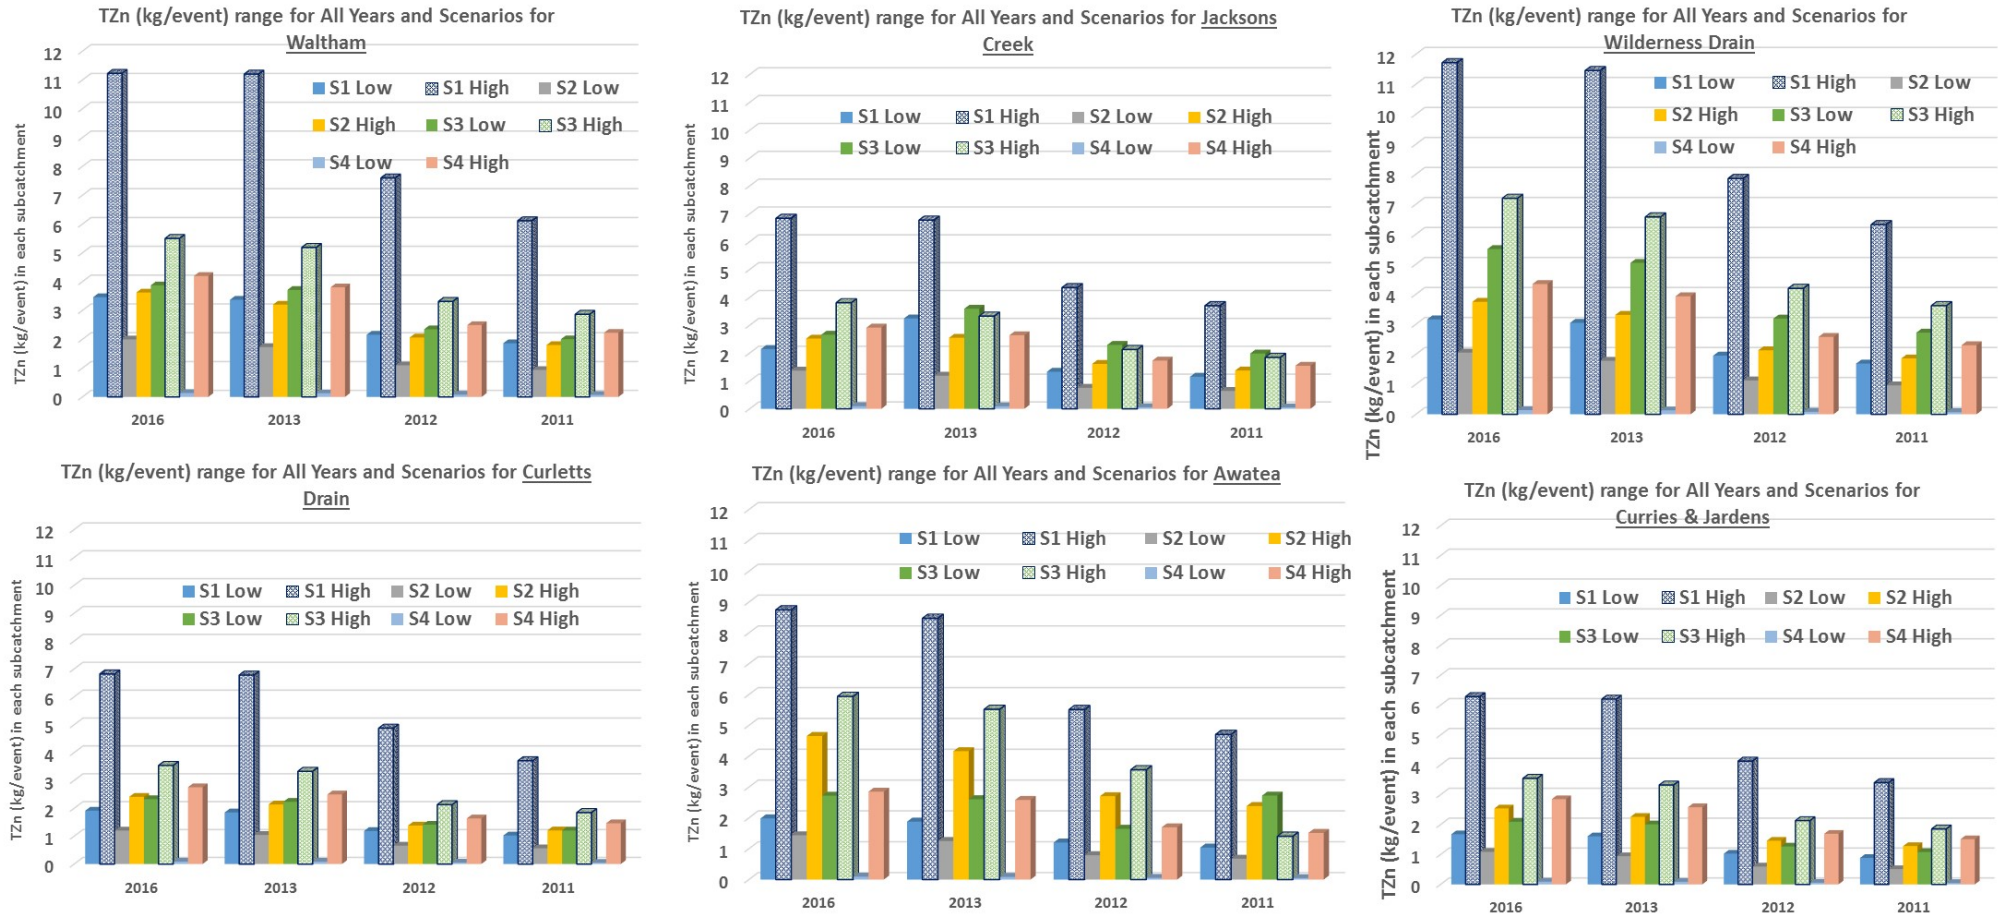 TZn (kg/event) range for All Years and Scenarios for
Waltham
TZn (kg/event) in each subcatchment
12
11
10
9
8
7
6
5
4
3
2
1
0
S1 Low S1 High S2 Low
S2 High S3 Low S3 High
S4 Low S4 High
2016 2013 2012 2011
TZn (kg/event) range for All Years and Scenarios for Jacksons
Creek
TZn (kg/event) in each subcatchment
12
11
10
9
8
7
6
5
4
3
2
1
0
S1 Low S1 High S2 Low S2 High
S3 Low S3 High S4 Low S4 High
2016 2013 2012 2011
TZn (kg/event) range for All Years and Scenarios for
Wilderness Drain
TZn (kg/event) in each subcatchment
12
11
10
9
8
7
6
5
4
3
2
1
0
S1 Low S1 High S2 Low
S2 High S3 Low S3 High
S4 Low S4 High
2016 2013 2012 2011
TZn (kg/event) range for All Years and Scenarios for Curletts
Drain
TZn (kg/event) in each subcatchment
12
11
10
9
8
7
6
5
4
3
2
1
0
S1 Low S1 High S2 Low S2 High
S3 Low S3 High S4 Low S4 High
2016 2013 2012 2011
TZn (kg/event) range for All Years and Scenarios for Awatea
TZn (kg/event) in each subcatchment
12
11
10
9
8
7
6
5
4
3
2
1
0
S1 Low S1 High S2 Low S2 High
S3 Low S3 High S4 Low S4 High
2016 2013 2012 2011
TZn (kg/event) range for All Years and Scenarios for
Curries & Jardens
TZn (kg/event) in each subcatchment
12
11
10
9
8
7
6
5
4
3
2
1
0
S1 Low S1 High S2 Low S2 High
S3 Low S3 High S4 Low S4 High
2016 2013 2012 2011